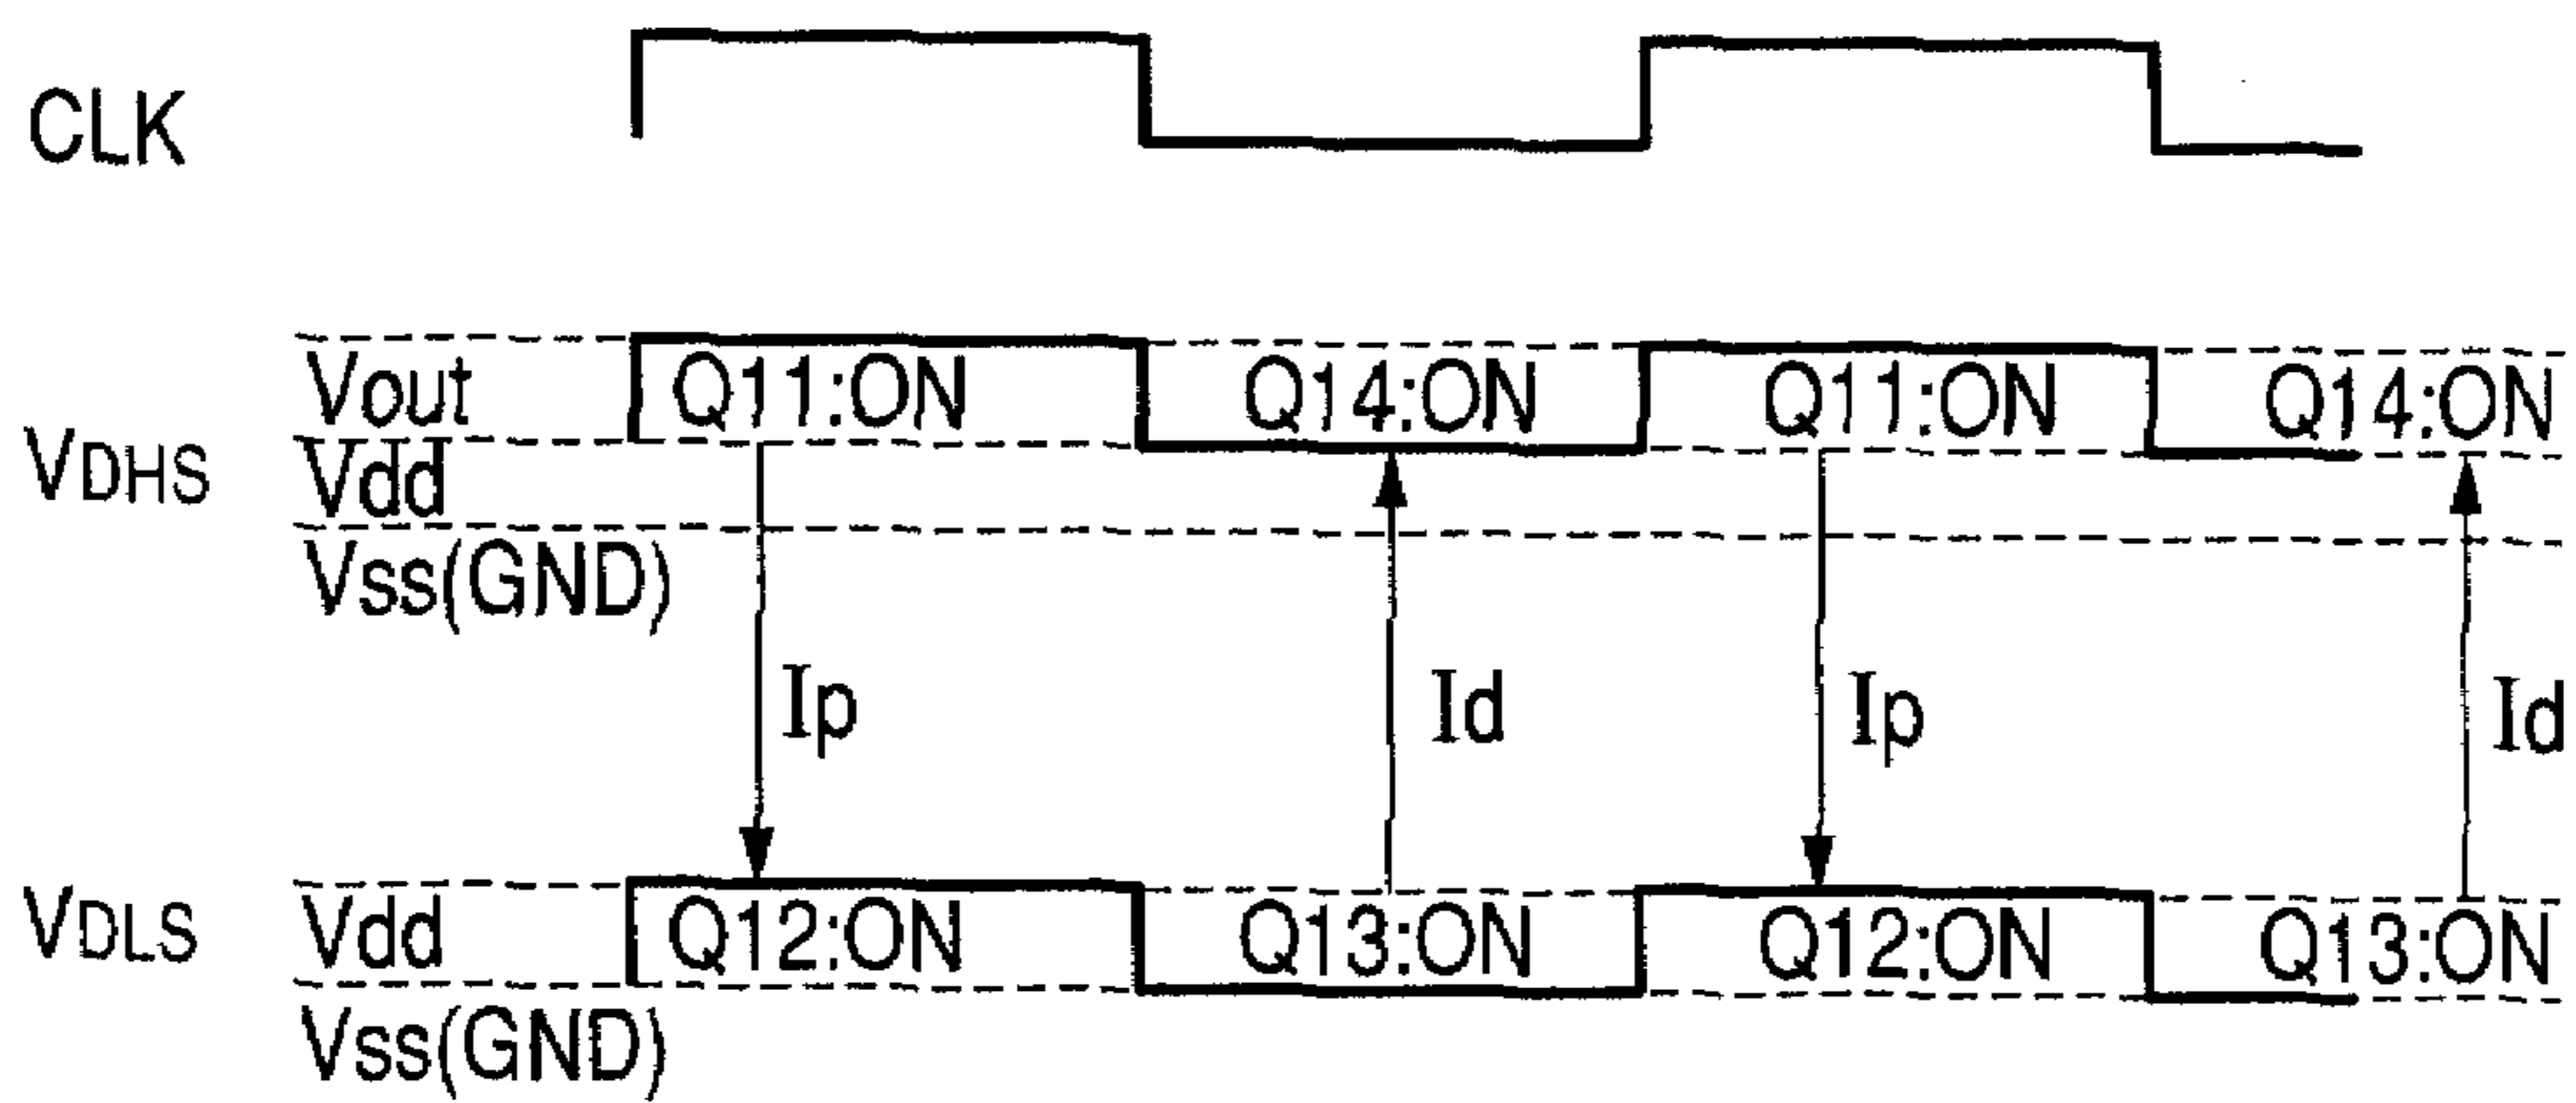 CLK
Vout Q11:ON Q14:ON Q11:ON Q14:ON
VDHS
Vdd
Vss(GND)
Ip Id Ip Id
VDLS Vdd Q12:ON Q13:ON Q12:ON Q13:ON
Vss(GND)